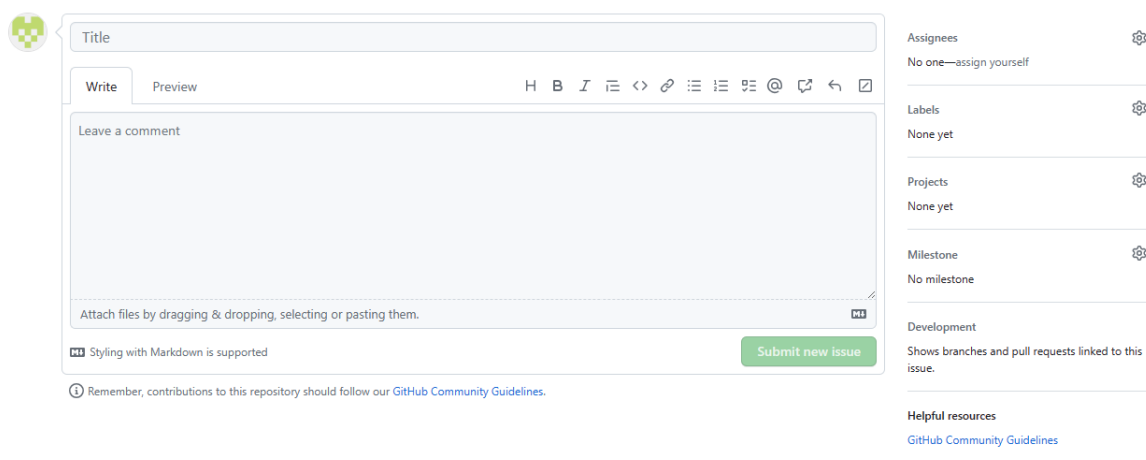 Title
Write
Preview
Leave a comment
Attach files by dragging & dropping, selecting or pasting them.
Styling with Markdown is supported
Submit new issue
Remember, contributions to this repository should follow our GitHub Community Guidelines.
Assignees
No one—assign yourself
Labels
None yet
Projects
None yet
Milestone
No milestone
Development
Shows branches and pull requests linked to this
issue.
Helpful resources
GitHub Community Guidelines